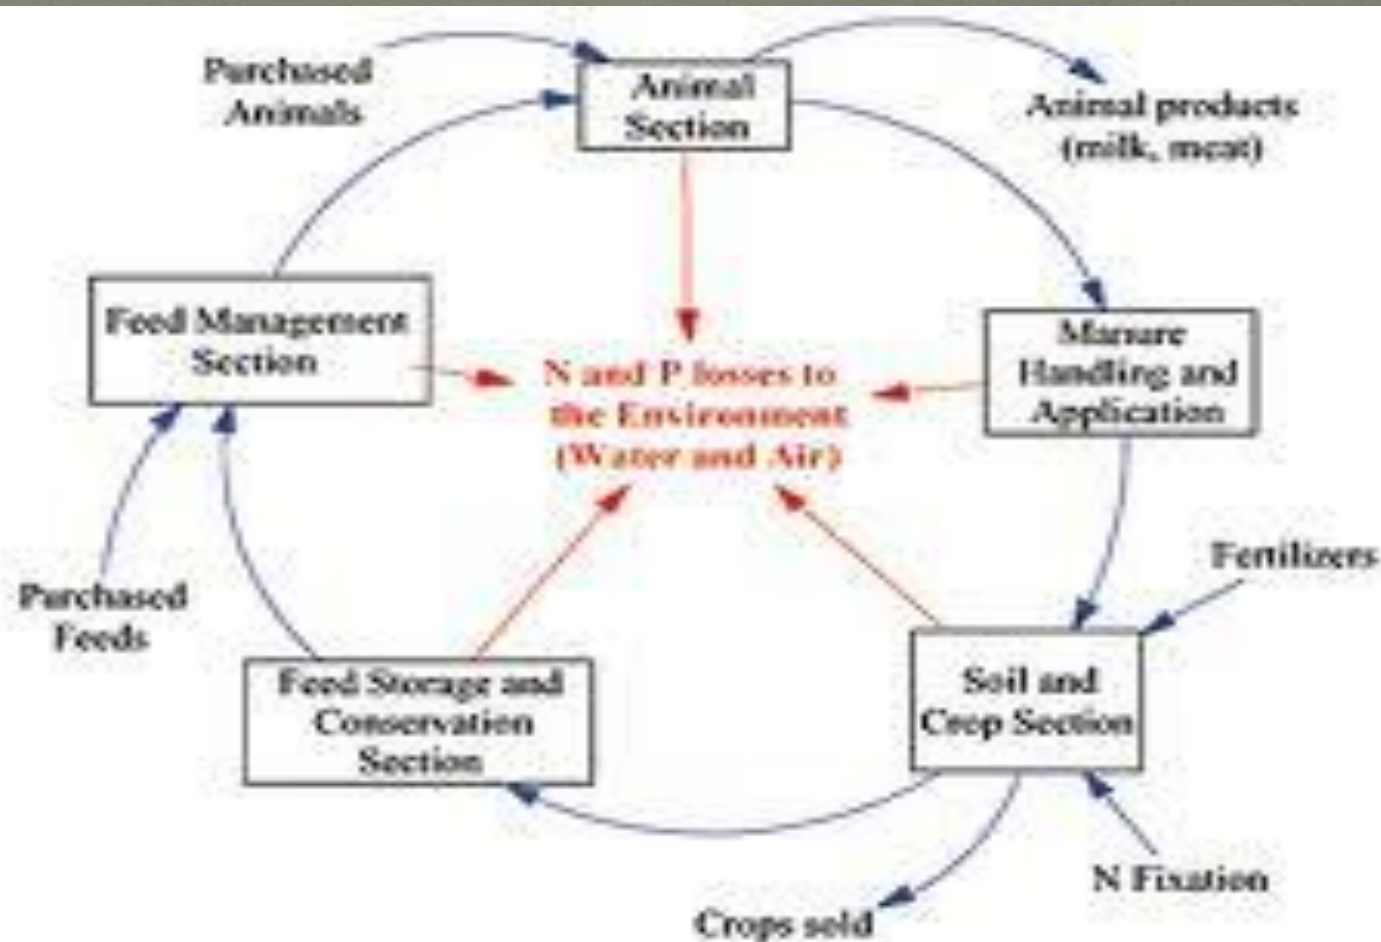 Purchased
Animals
Animal
Section
Animal products
(milk, meat)
Feed Management
Section
N and P losses to
the Environment
(Water and Air)
Manure
Handling and
Application
Purchased
Feeds
Fertilizers
Feed Storage and
Conservation
Section
Soil and
Crop Section
N Fixation
Crops sold